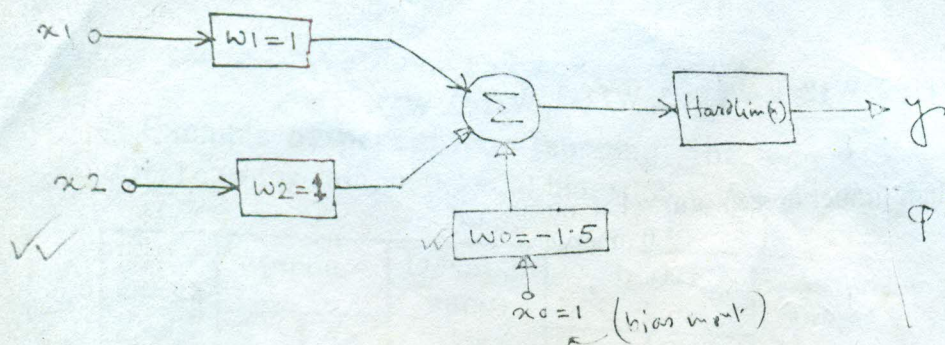 x1
w1=1
Σ
Hardlim(·)
y
x2
w2=1
w0=-1.5
x0=1 (bias input)
φ